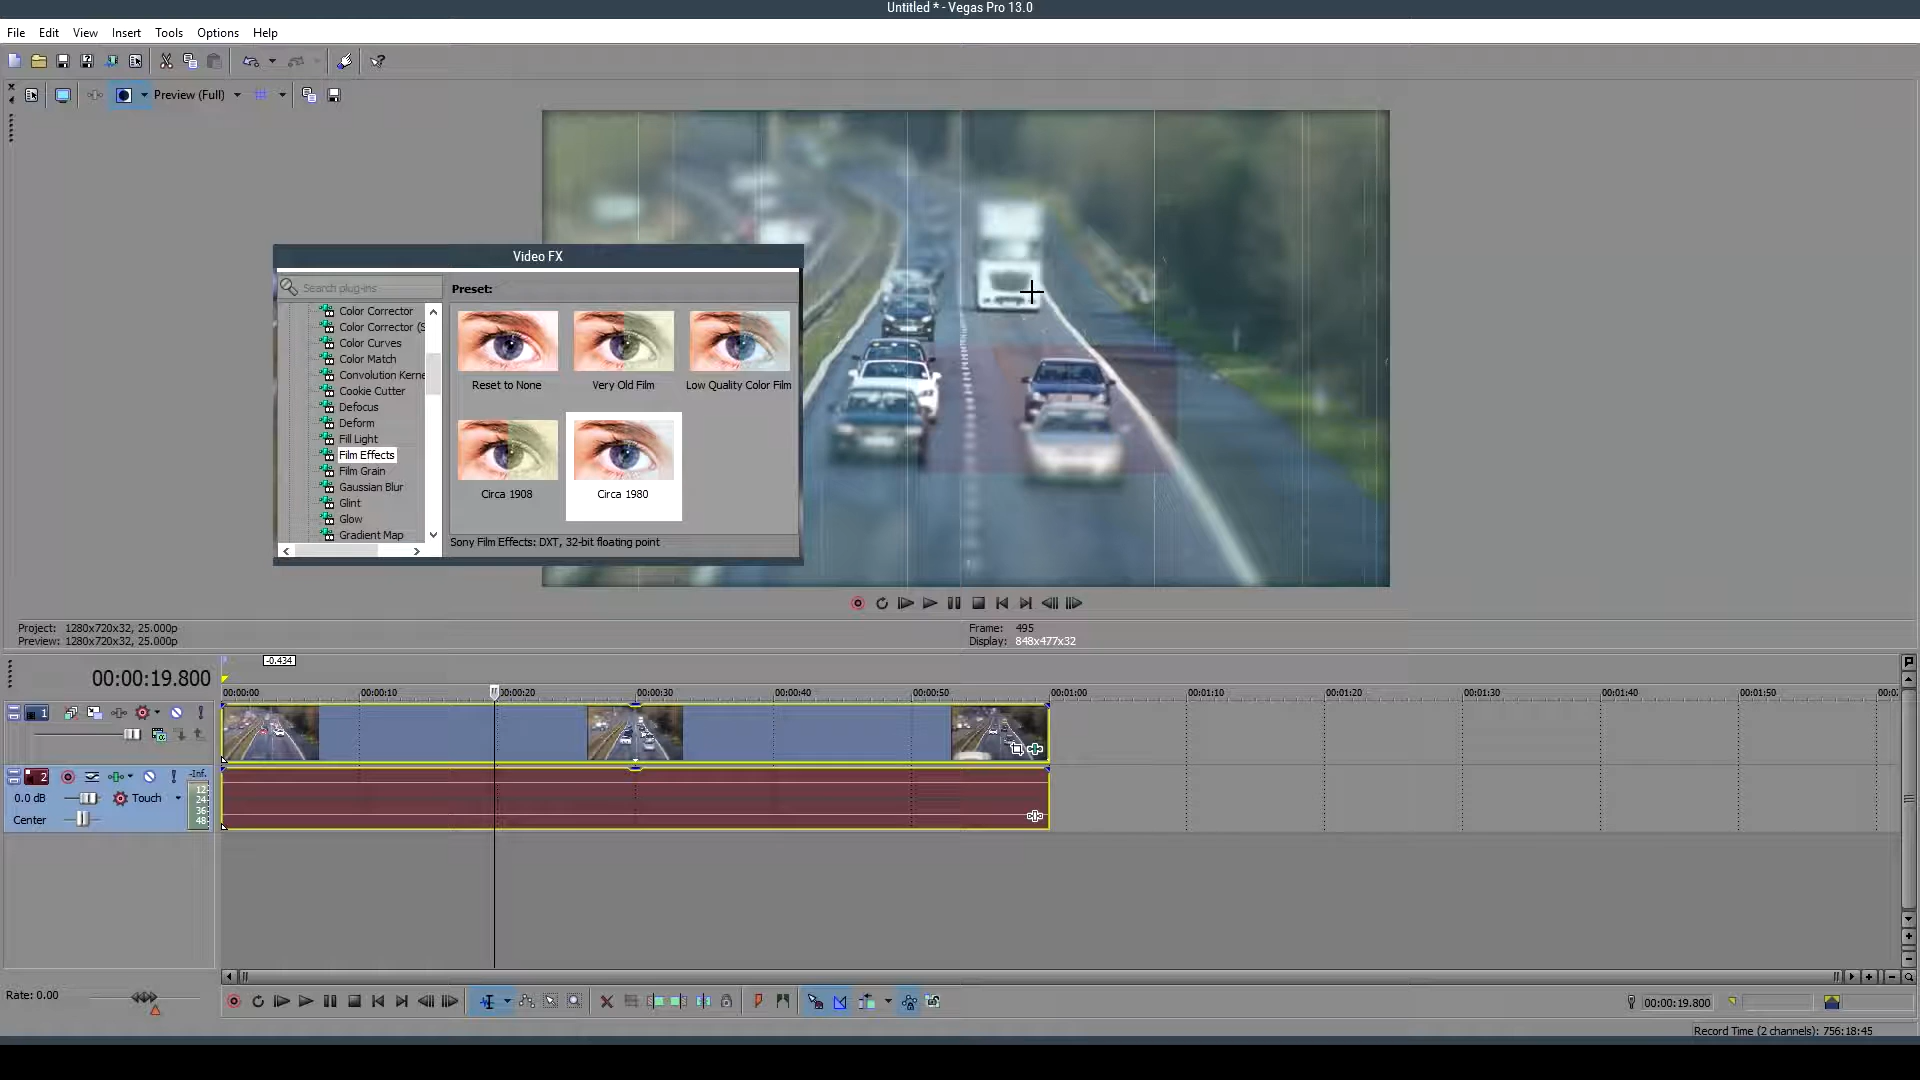 Untitled * - Vegas Pro 13.0
File Edit View Insert Tools Options Help
Preview (Full)
Video FX
Search plug-ins
Preset:
Color Corrector
Color Corrector (S
Color Curves
Color Match
Convolution Kerne
Cookie Cutter
Defocus
Deform
Fill Light
Film Effects
Film Grain
Gaussian Blur
Glint
Glow
Gradient Map
Reset to None
Very Old Film
Low Quality Color Film
Circa 1908
Circa 1980
Sony Film Effects: DXT, 32-bit floating point
Project: 1280x720x32, 25.000p
Preview: 1280x720x32, 25.000p
Frame: 495
Display: 848x477x32
-0.434
00:00:19.800
00:00:00 00:00:10 00:00:20 00:00:30 00:00:40 00:00:50 00:01:00 00:01:10 00:01:20 00:01:30 00:01:40 00:01:50 00:0
1
2
-Inf.
0.0 dB
Touch
Center
12
24
36
48
Rate: 0.00
00:00:19.800
Record Time (2 channels): 756:18:45